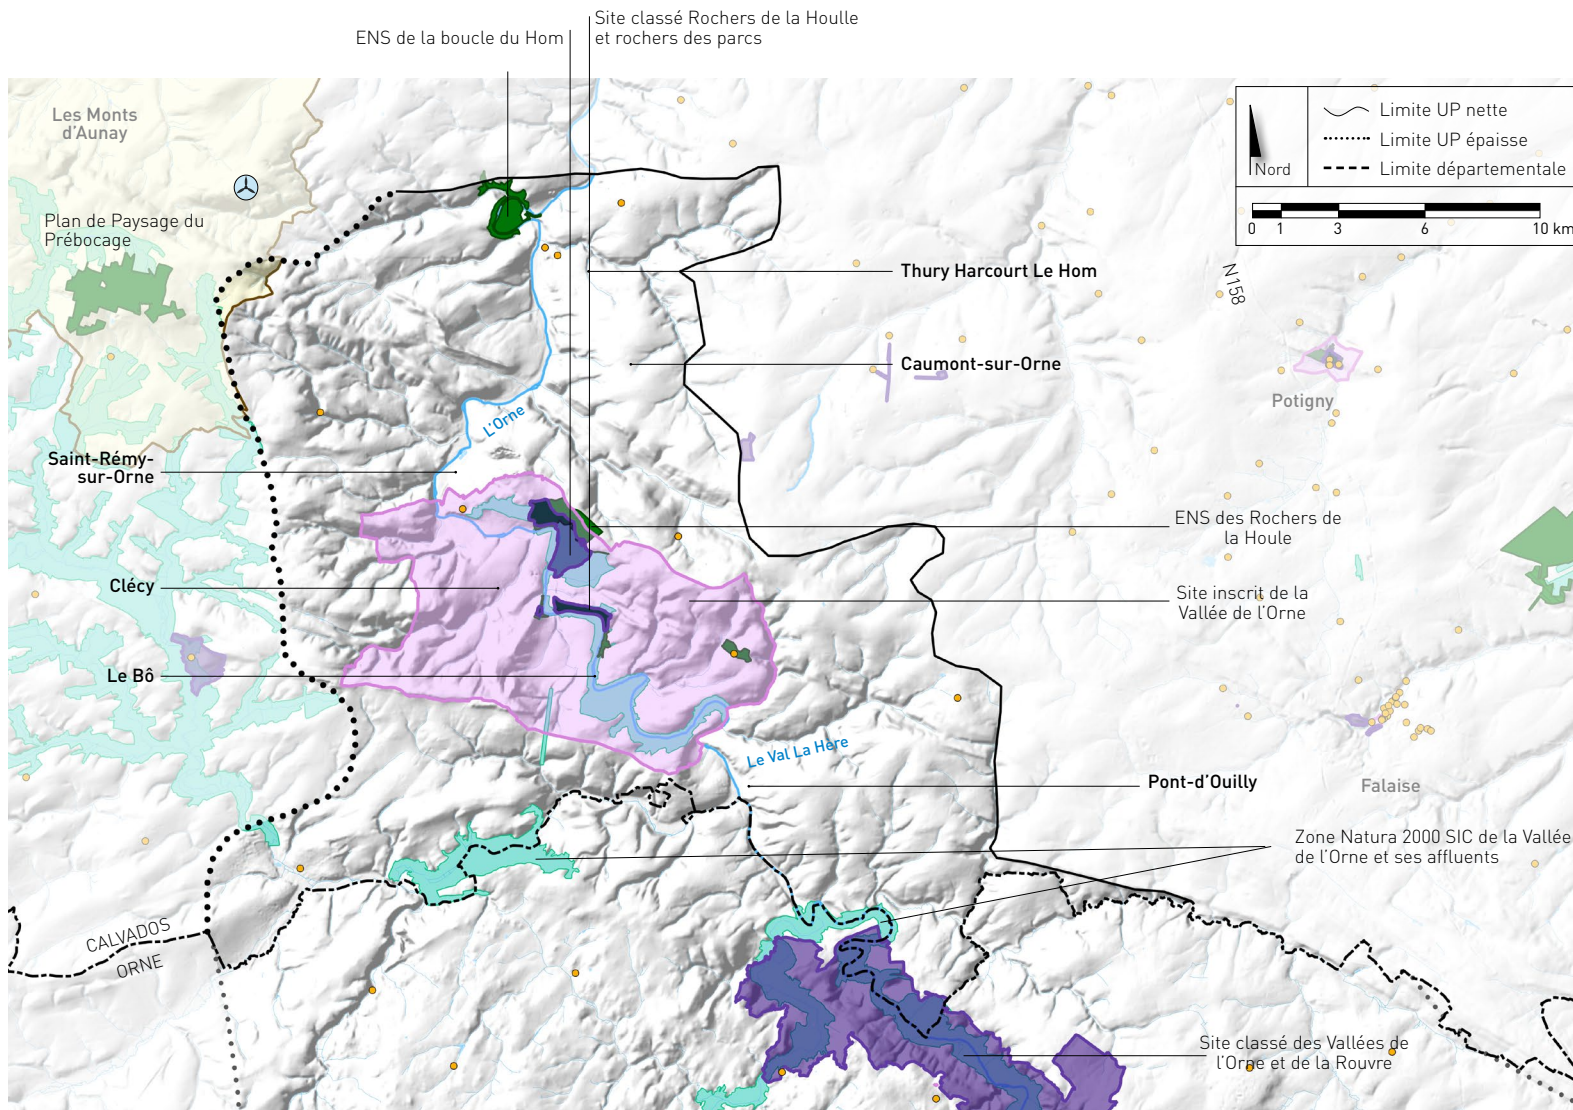 Site classé Rochers de la Houlle
et rochers des parcs
ENS de la boucle du Hom
Les Monts
d'Aunay
Limite UP nette
Limite UP épaisse
Limite départementale
Nord
0 1 3 6 10 km
Plan de Paysage du
Prébocage
Thury Harcourt Le Hom
N158
Caumont-sur-Orne
Potigny
L'Orne
Saint-Rémy-
sur-Orne
ENS des Rochers de
la Houle
Clécy
Site inscrit de la
Vallée de l'Orne
Le Bô
Le Val La Hère
Pont-d'Ouilly
Falaise
Zone Natura 2000 SIC de la Vallée
de l'Orne et ses affluents
CALVADOS
ORNE
Site classé des Vallées de
l'Orne et de la Rouvre